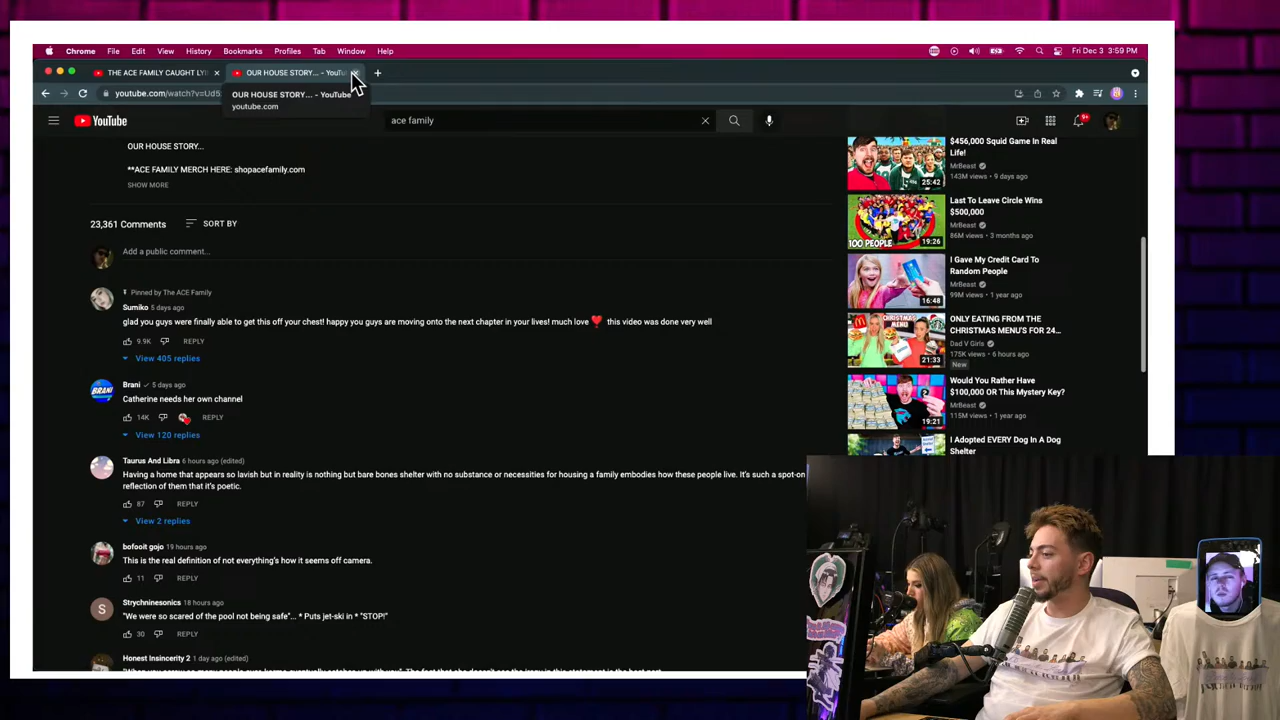 Chrome File Edit View History Bookmarks Profiles Tab Window Help
Fri Dec 3 3:59 PM
THE ACE FAMILY CAUGHT LYI
OUR HOUSE STORY... - YouTu
youtube.com/watch?v=Ud5
OUR HOUSE STORY... - YouTube
youtube.com
YouTube
ace family
9+
OUR HOUSE STORY...
**ACE FAMILY MERCH HERE: shopacefamily.com
SHOW MORE
23,361 Comments
SORT BY
Add a public comment...
Pinned by The ACE Family
Sumiko 5 days ago
glad you guys were finally able to get this off your chest! happy you guys are moving onto the next chapter in your lives! much love ❤️ this video was done very well
9.9K REPLY
View 405 replies
BRANI
Brani 5 days ago
Catherine needs her own channel
14K REPLY
View 120 replies
Taurus And Libra 6 hours ago (edited)
Having a home that appears so lavish but in reality is nothing but bare bones shelter with no substance or necessities for housing a family embodies how these people live. It's such a spot-on
reflection of them that it's poetic.
87 REPLY
View 2 replies
bofooit gojo 19 hours ago
This is the real definition of not everything's how it seems off camera.
11 REPLY
S
Strychninesonics 18 hours ago
"We were so scared of the pool not being safe"... * Puts jet-ski in * "STOP!"
30 REPLY
Honest Insincerity 2 1 day ago (edited)
$456,000 Squid Game In Real
Life!
MrBeast
143M views • 9 days ago
25:42
Last To Leave Circle Wins
$500,000
MrBeast
86M views • 3 months ago
100 PEOPLE
19:26
I Gave My Credit Card To
Random People
MrBeast
99M views • 1 year ago
16:48
ONLY EATING FROM THE
CHRISTMAS MENU'S FOR 24...
Dad V Girls
175K views • 6 hours ago
New
CHRISTMAS
MENU
21:33
Would You Rather Have
$100,000 OR This Mystery Key?
MrBeast
115M views • 1 year ago
19:21
I Adopted EVERY Dog In A Dog
Shelter